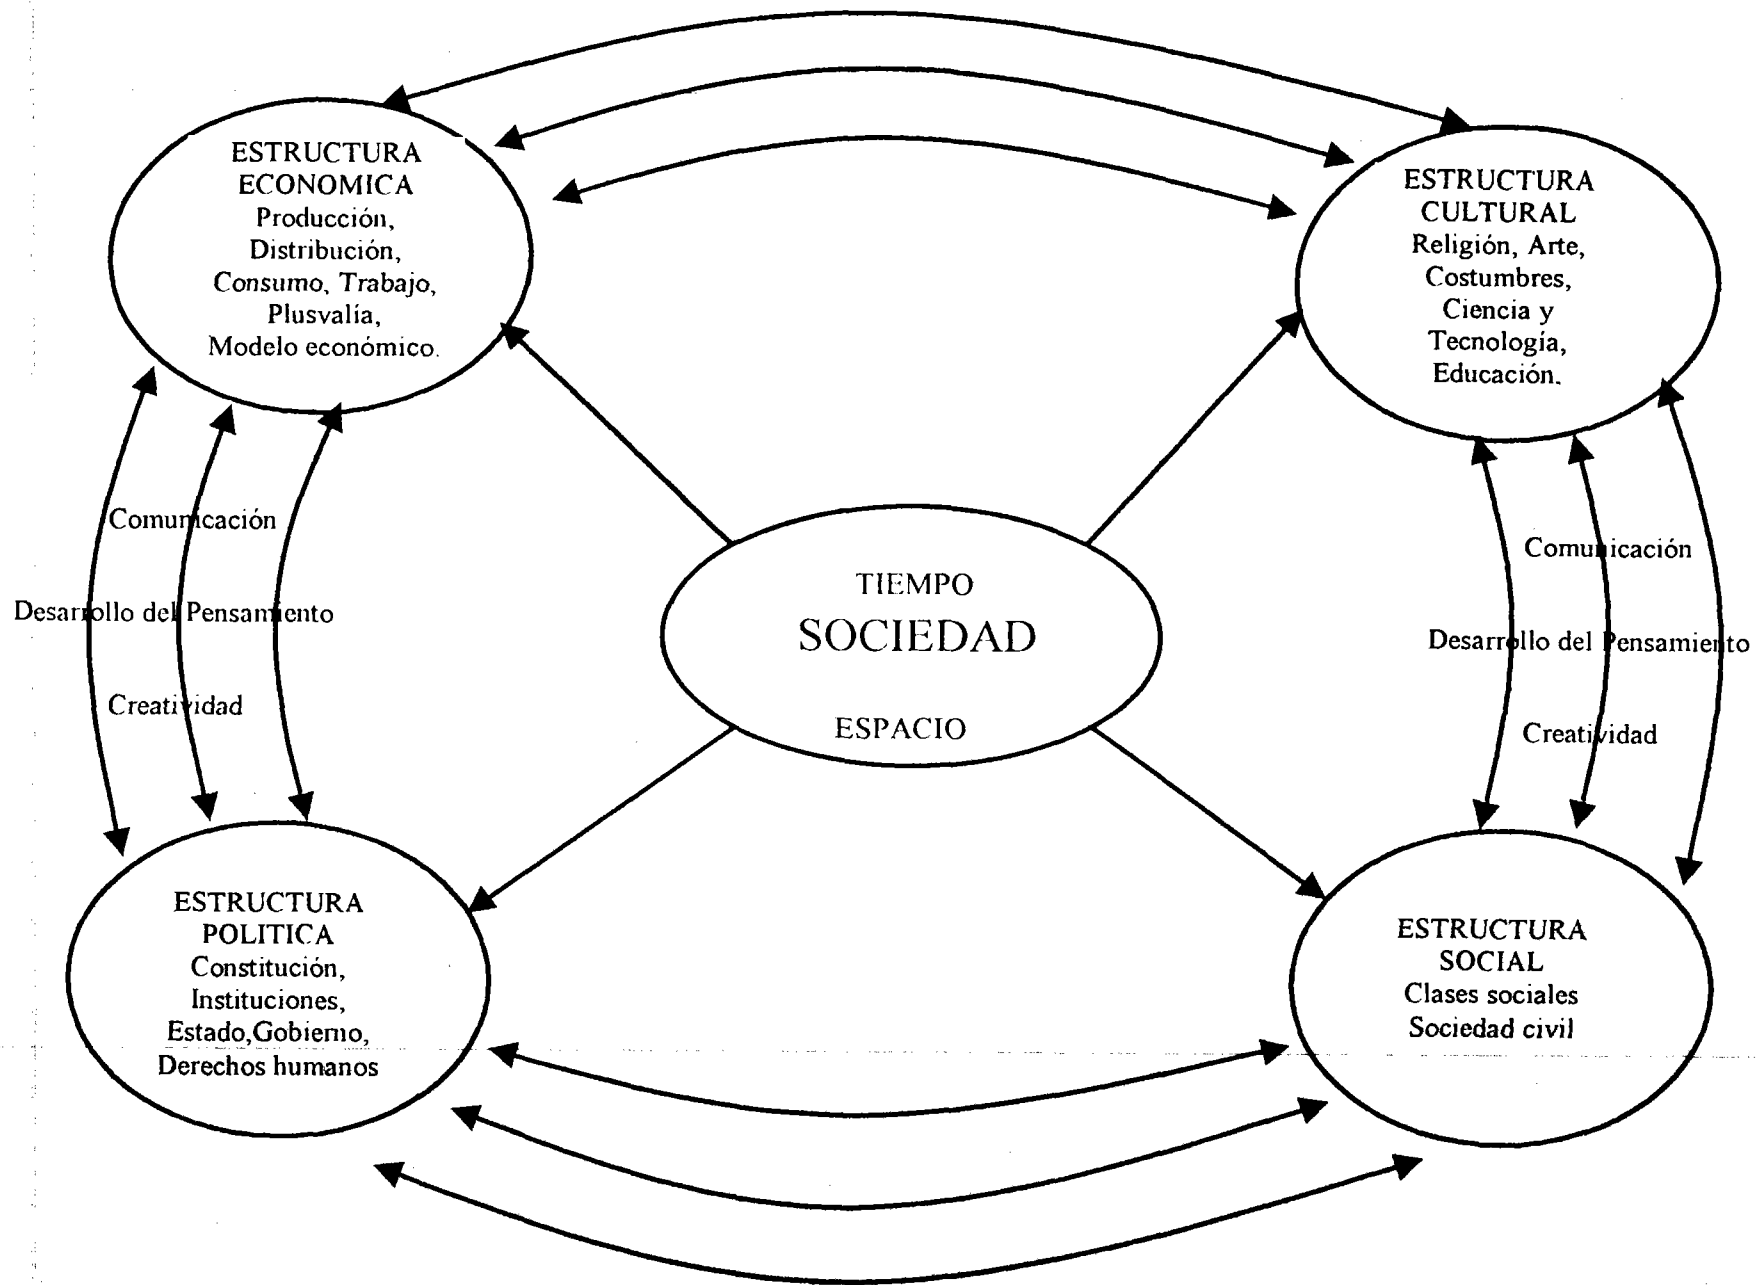 ESTRUCTURA
ECONOMICA
Producción,
Distribución,
Consumo, Trabajo,
Plusvalía,
Modelo económico.
ESTRUCTURA
CULTURAL
Religión, Arte,
Costumbres,
Ciencia y
Tecnología,
Educación.
Comunicación
Desarrollo del Pensamiento
Creatividad
TIEMPO
SOCIEDAD
ESPACIO
Comunicación
Desarrollo del Pensamiento
Creatividad
ESTRUCTURA
POLITICA
Constitución,
Instituciones,
Estado,Gobierno,
Derechos humanos
ESTRUCTURA
SOCIAL
Clases sociales
Sociedad civil